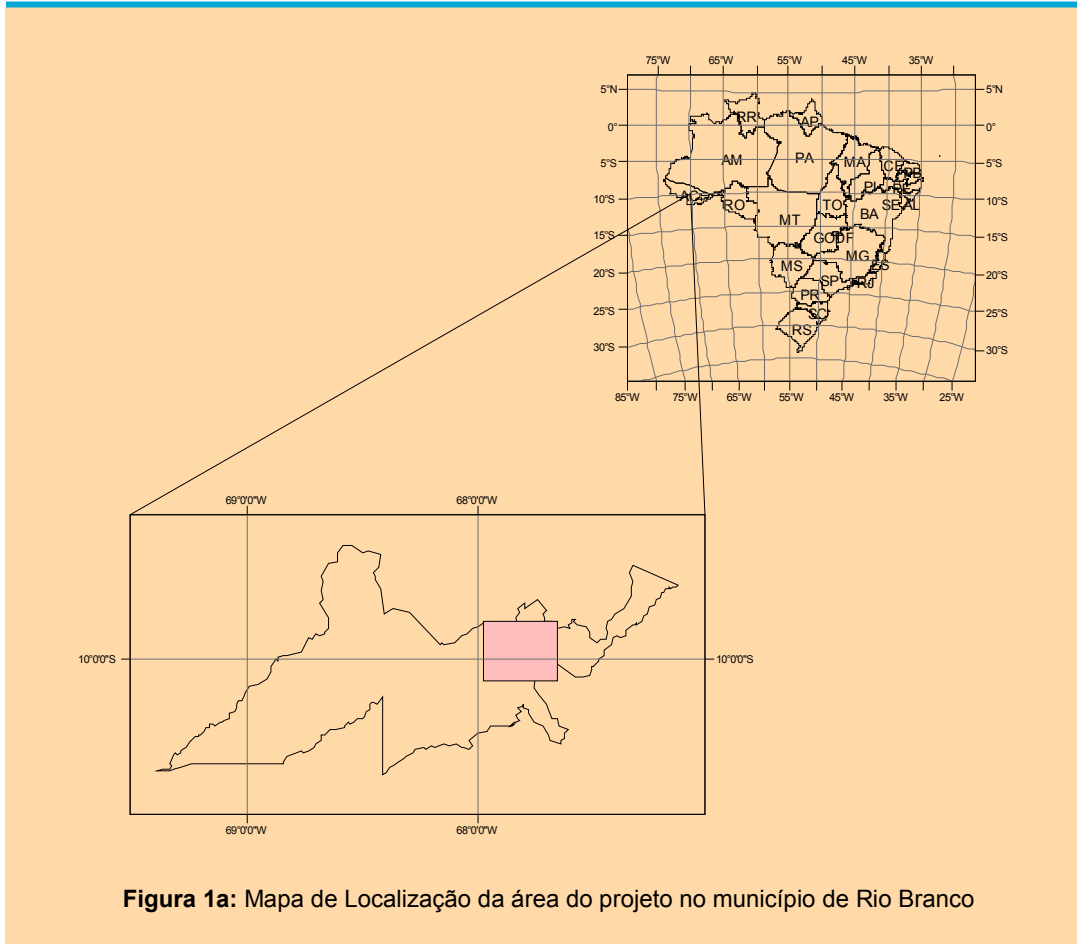 75°W 65°W 55°W 45°W 35°W
5°N 5°N
0° 0°
5°S 5°S
10°S 10°S
15°S 15°S
20°S 20°S
25°S 25°S
30°S 30°S
85°W 75°W 65°W 55°W 45°W 35°W 25°W
RR AP
AM PA MA CE
PB
PI
AC RO TO SE AL
MT BA
GO DF
MG
MS ES
SP RJ
PR
SC
RS
69°0'0"W 68°0'0"W
10°0'0"S 10°0'0"S
69°0'0"W 68°0'0"W
Figura 1a: Mapa de Localização da área do projeto no município de Rio Branco